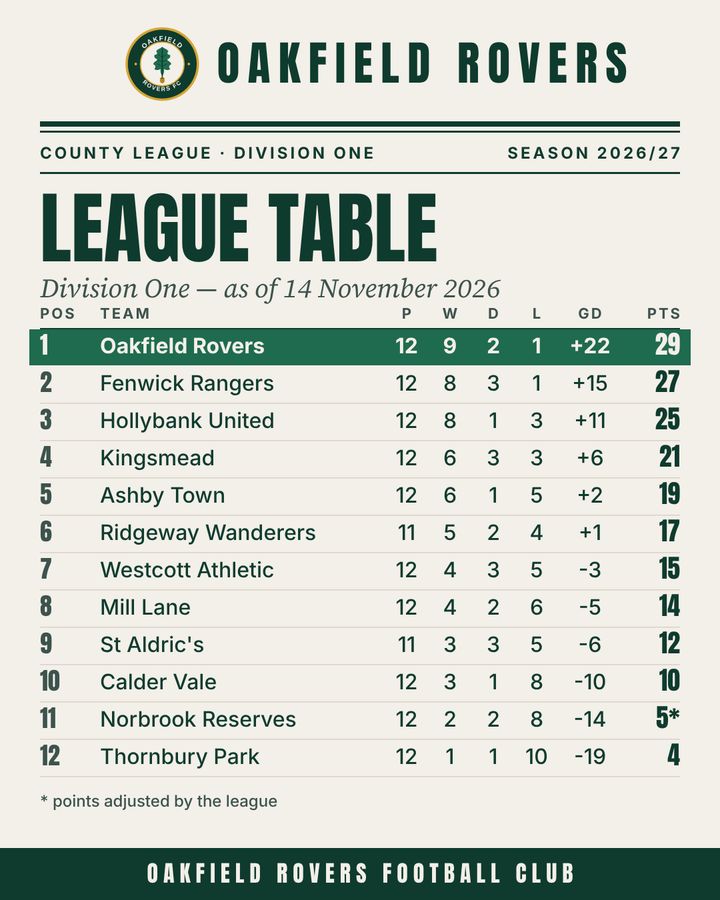 OAKFIELD
ROVERS FC
OAKFIELD ROVERS
COUNTY LEAGUE · DIVISION ONE SEASON 2026/27
LEAGUE TABLE
Division One — as of 14 November 2026
POS TEAM P W D L GD PTS
1 Oakfield Rovers 12 9 2 1 +22 29
2 Fenwick Rangers 12 8 3 1 +15 27
3 Hollybank United 12 8 1 3 +11 25
4 Kingsmead 12 6 3 3 +6 21
5 Ashby Town 12 6 1 5 +2 19
6 Ridgeway Wanderers 11 5 2 4 +1 17
7 Westcott Athletic 12 4 3 5 -3 15
8 Mill Lane 12 4 2 6 -5 14
9 St Aldric's 11 3 3 5 -6 12
10 Calder Vale 12 3 1 8 -10 10
11 Norbrook Reserves 12 2 2 8 -14 5*
12 Thornbury Park 12 1 1 10 -19 4
* points adjusted by the league
OAKFIELD ROVERS FOOTBALL CLUB